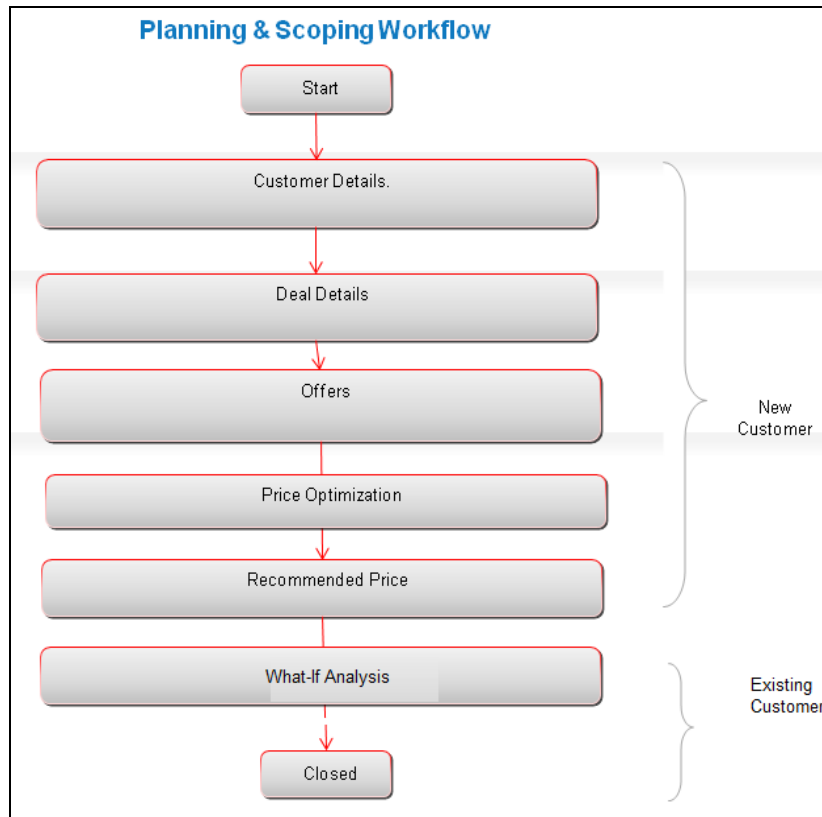 Planning & Scoping Workflow
Start
Customer Details.
Deal Details
Offers
New
Customer
Price Optimization
Recommended Price
What-If Analysis
Existing
Customer
Closed